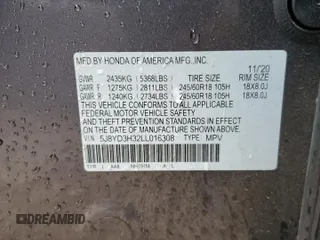 MFD. BY HONDA OF AMERICA MFG.,INC. 11/20
GVWR 2435KG (5368LBS) TIRE SIZE RIM SIZE
GAWR F 1275KG (2811LBS) 245/60R18 105H 18X8.0J
GAWR R 1240KG (2734LBS) 245/60R18 105H 18X8.0J
THIS VEHICLE CONFORMS TO ALL APPLICABLE
FEDERAL MOTOR VEHICLE SAFETY
AND THEFT PREVENTION STANDARDS IN EFFECT
ON THE DATE OF MANUFACTURE SHOWN ABOVE.
V.I.N. 5J8YD3H32LL016308 TYPE: MPV
DREAMBID